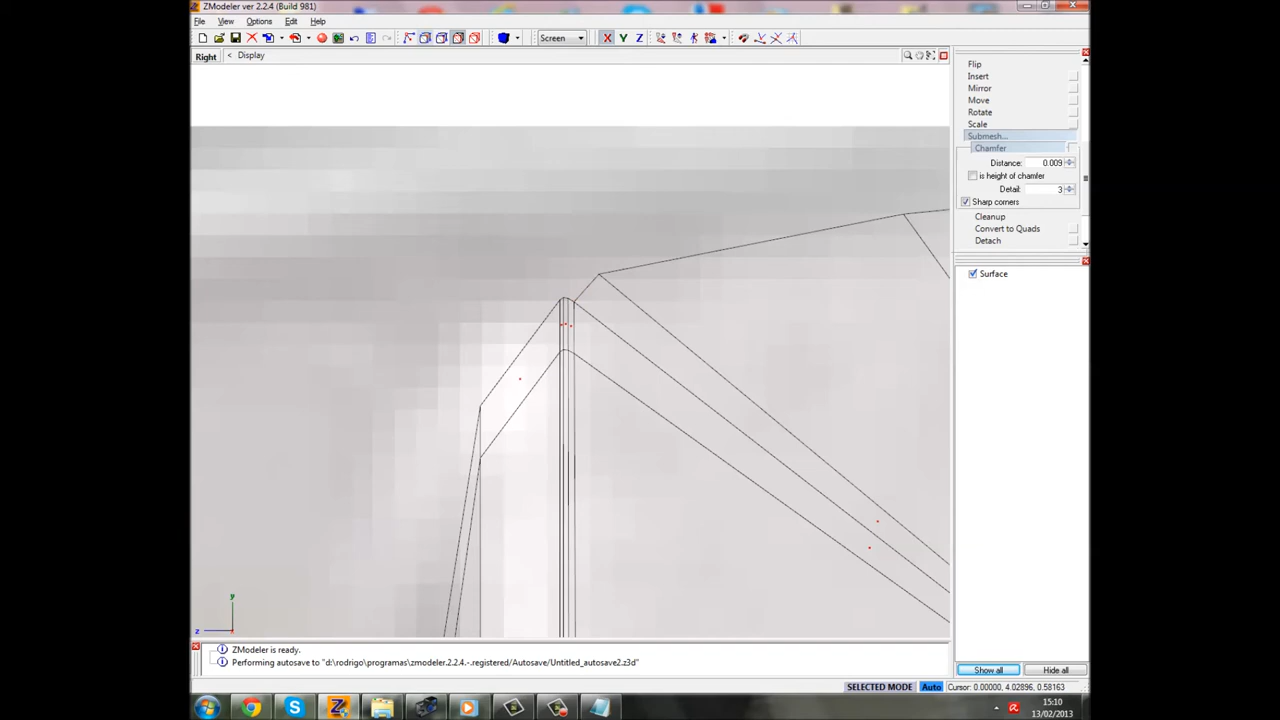 ZModeler ver 2.2.4 (Build 981)
File View Options Edit Help
Screen X Y Z
Right < Display
Flip
Insert
Mirror
Move
Rotate
Scale
Submesh...
Chamfer
Distance: 0.009
is height of chamfer
Detail: 3
Sharp corners
Cleanup
Convert to Quads
Detach
Surface
y
z
ZModeler is ready.
Performing autosave to "d:\rodrigo\programas\zmodeler.2.2.4.-.registered/Autosave/Untitled_autosave2.z3d"
Show all Hide all
SELECTED MODE Auto Cursor: 0.00000, 4.02896, 0.58163
15:10
13/02/2013